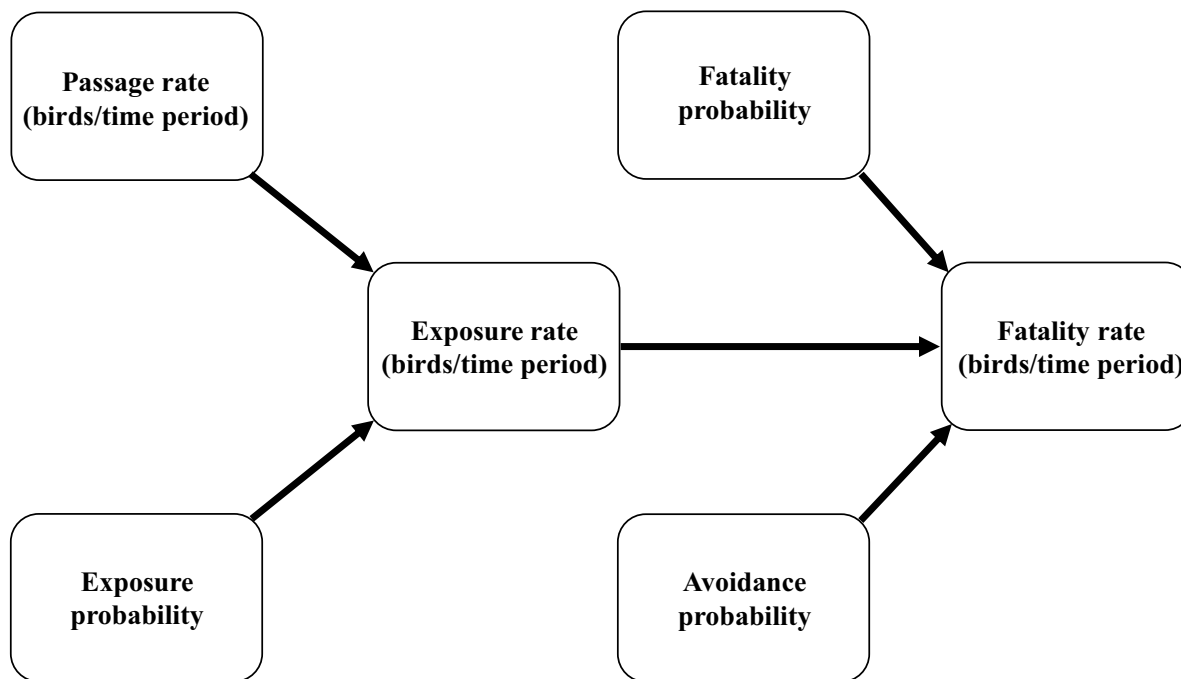 Passage rate
(birds/time period)
Fatality
probability
Exposure rate
(birds/time period)
Fatality rate
(birds/time period)
Exposure
probability
Avoidance
probability